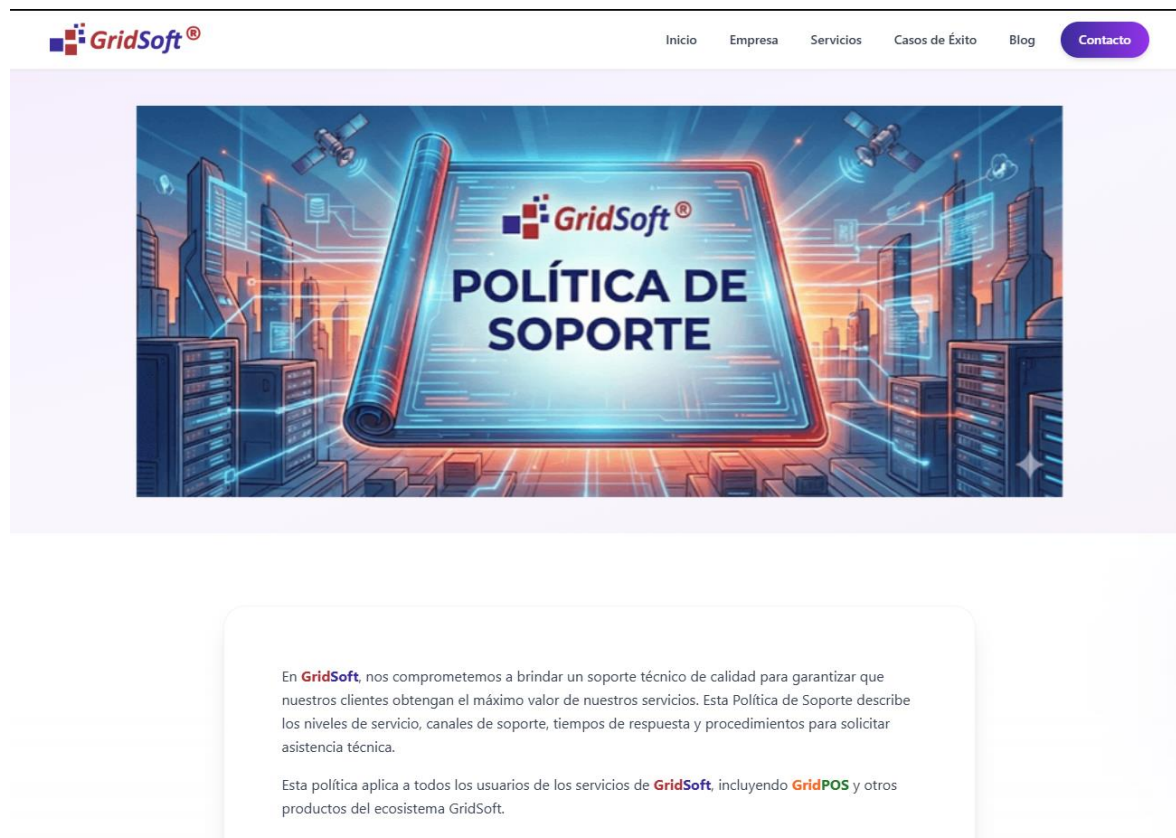 GridSoft®
Inicio
Empresa
Servicios
Casos de Éxito
Blog
Contacto
GridSoft®
POLÍTICA DE
SOPORTE
En GridSoft, nos comprometemos a brindar un soporte técnico de calidad para garantizar que
nuestros clientes obtengan el máximo valor de nuestros servicios. Esta Política de Soporte describe
los niveles de servicio, canales de soporte, tiempos de respuesta y procedimientos para solicitar
asistencia técnica.
Esta política aplica a todos los usuarios de los servicios de GridSoft, incluyendo GridPOS y otros
productos del ecosistema GridSoft.